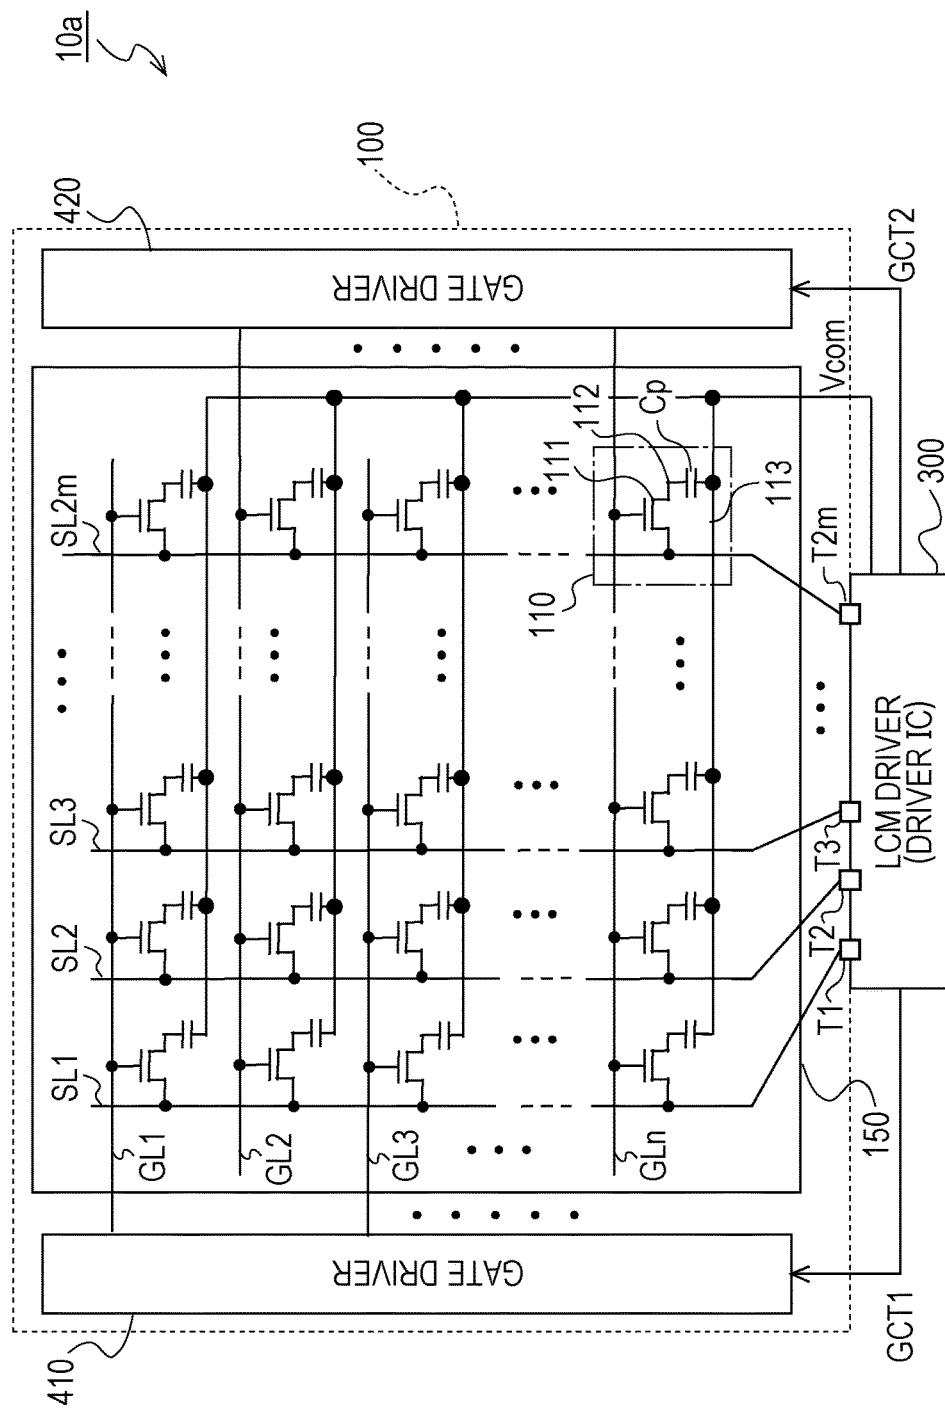 10a
100
420
410
GATE DRIVER
GATE DRIVER
SL1
SL2
SL3
SL2m
GL1
GL2
GL3
GLn
110
111
112
Cp
113
Vcom
150
T1
T2
T3
T2m
300
LCM DRIVER
(DRIVER IC)
GCT1
GCT2